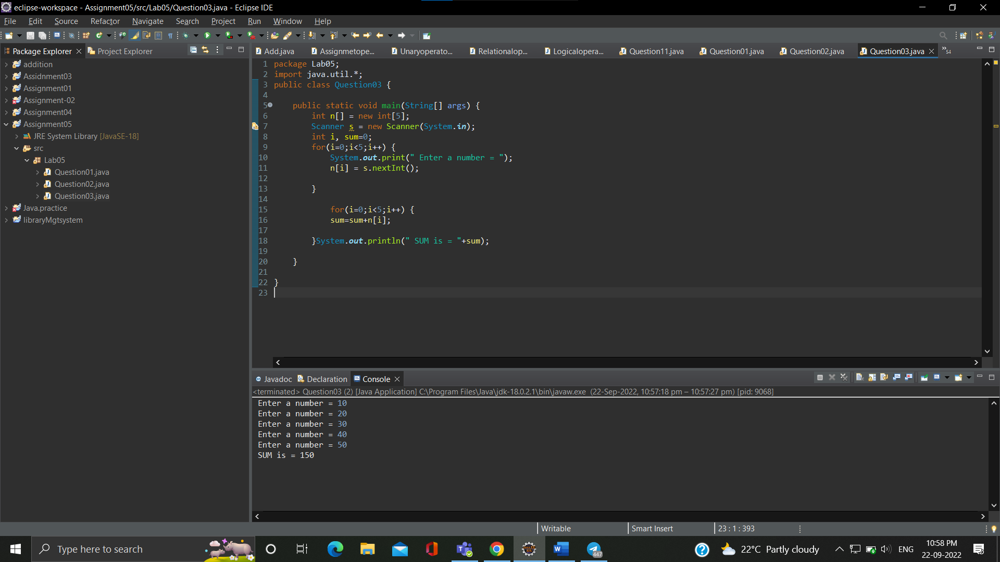 eclipse-workspace - Assignment05/src/Lab05/Question03.java - Eclipse IDE
File Edit Source Refactor Navigate Search Project Run Window Help
Package Explorer Project Explorer
addition
Assidnment03
Assignment01
Assignment-02
Assignment04
Assignment05
JRE System Library [JavaSE-18]
src
Lab05
Question01.java
Question02.java
Question03.java
Java.practice
libraryMgtsystem
Add.java Assignmetope... Unaryoperato... Relationalop... Logicalopera... Question11.java Question01.java Question02.java Question03.java »54
1 package Lab05;
2 import java.util.*;
3 public class Question03 {
4
5 public static void main(String[] args) {
6 int n[] = new int[5];
7 Scanner s = new Scanner(System.in);
8 int i, sum=0;
9 for(i=0;i<5;i++) {
10 System.out.print(" Enter a number = ");
11 n[i] = s.nextInt();
12
13 }
14
15 for(i=0;i<5;i++) {
16 sum=sum+n[i];
17
18 }System.out.println(" SUM is = "+sum);
19
20 }
21
22 }
23
Javadoc Declaration Console
<terminated> Question03 (2) [Java Application] C:\Program Files\Java\jdk-18.0.2.1\bin\javaw.exe (22-Sep-2022, 10:57:18 pm – 10:57:27 pm) [pid: 9068]
Enter a number = 10
Enter a number = 20
Enter a number = 30
Enter a number = 40
Enter a number = 50
SUM is = 150
Writable Smart Insert 23 : 1 : 393
Type here to search
447
22°C Partly cloudy ENG 10:58 PM
22-09-2022